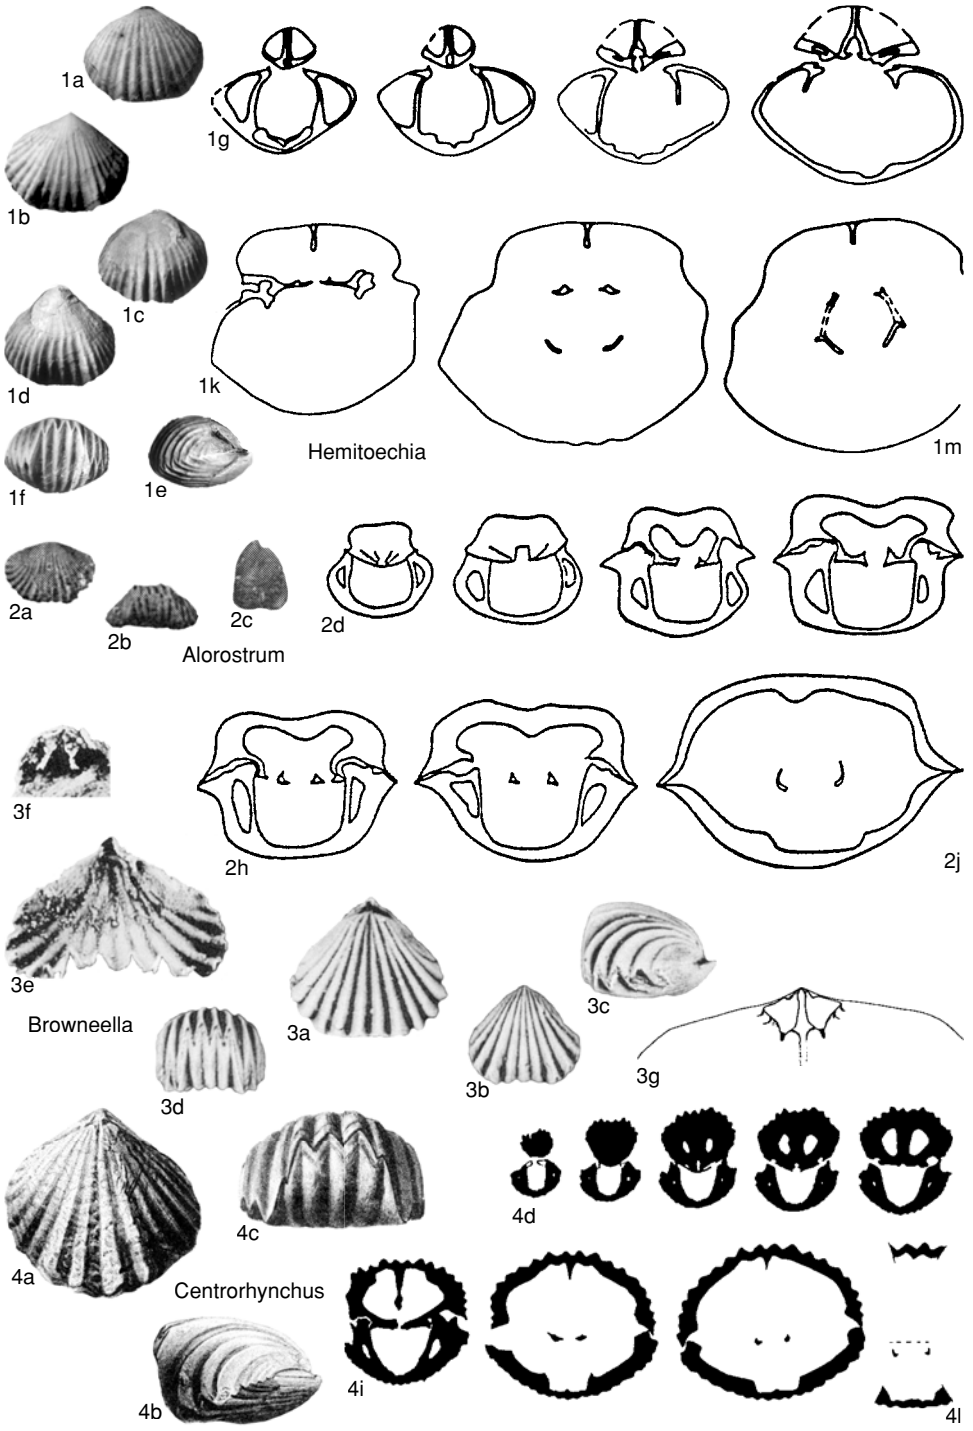 1a
1g
1b
1c
1d
1k
1m
Hemitoechia
1f
1e
2a
2b
2c
2d
Alorostrum
3f
2h
2j
3e
3a
3c
Browneella
3d
3b
3g
4a
4c
4d
Centrorhynchus
4b
4i
4l